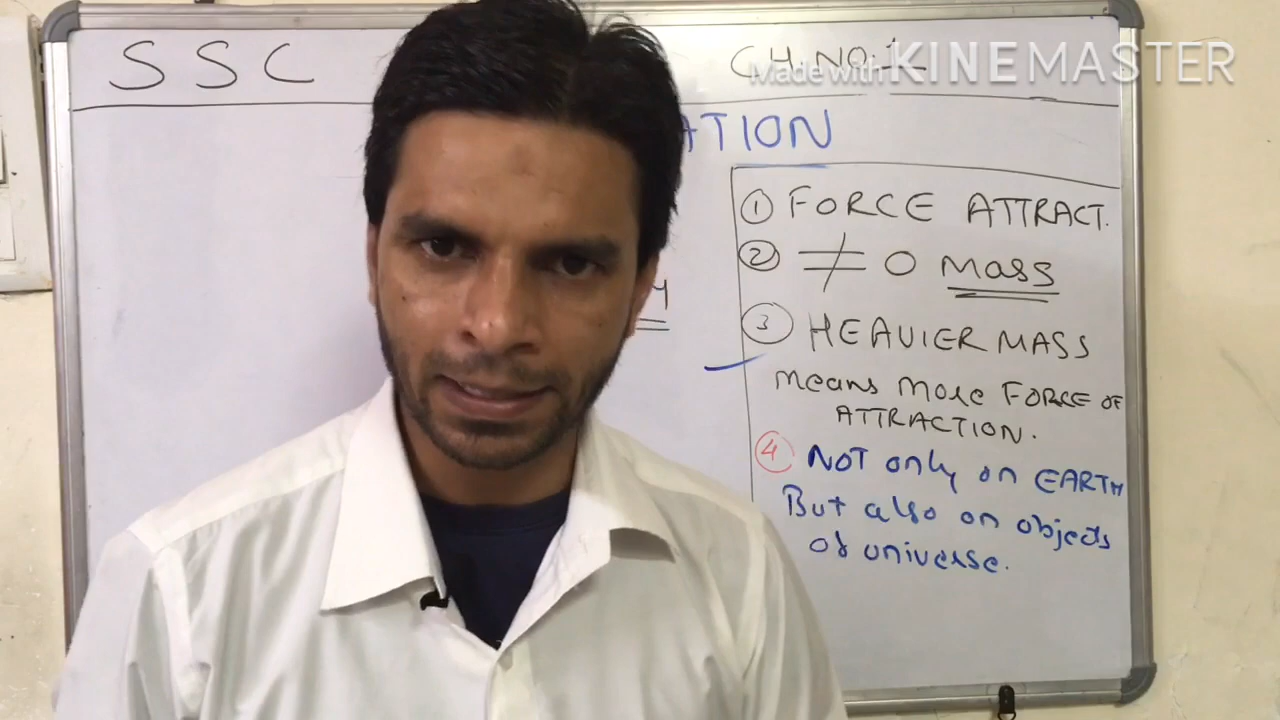 SSC CH.NO.1
Made with KINEMASTER
ATION
① FORCE ATTRACT.
② ≠ 0 Mass
③ HEAVIER MASS
Means More FORCE OF
ATTRACTION.
④ NOT only on EARTH
But also on objects
of universe.